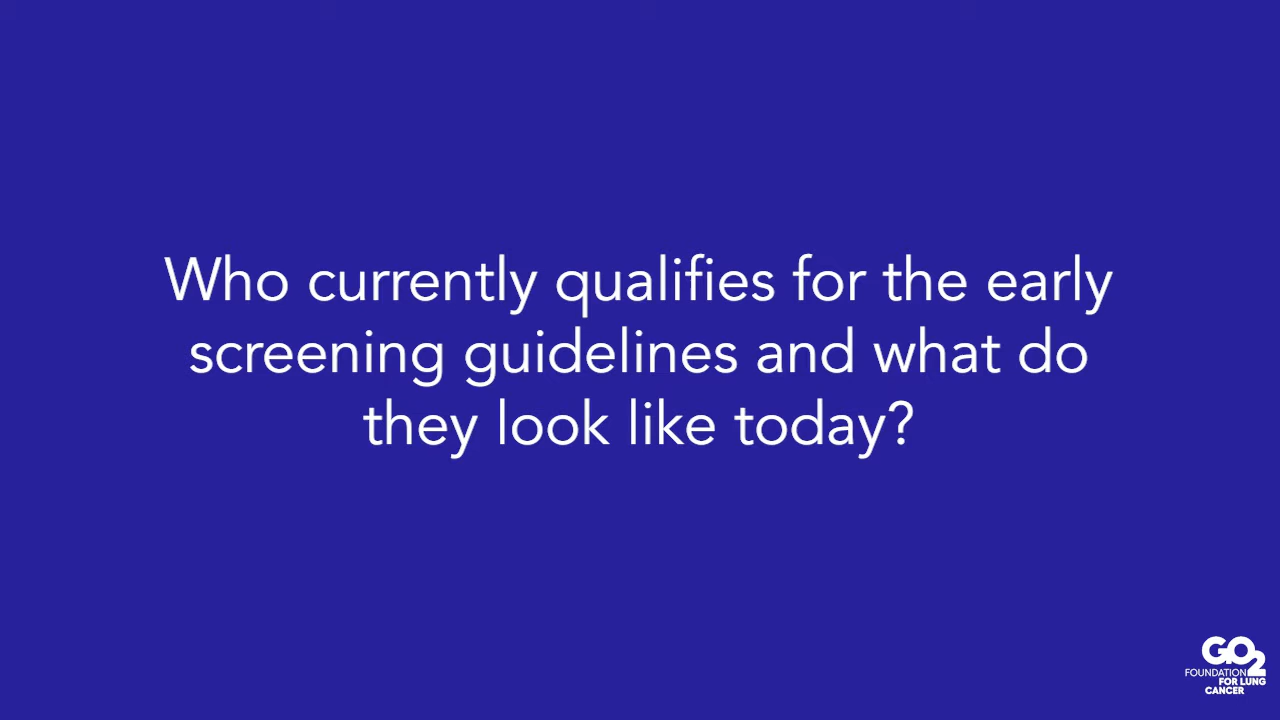 Who currently qualifies for the early
screening guidelines and what do
they look like today?
GO2
FOUNDATION
FOR LUNG
CANCER